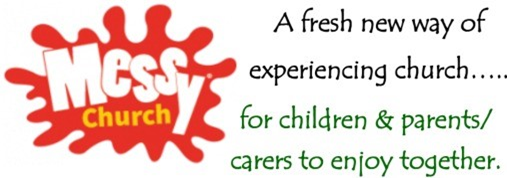 Messy®
Church
A fresh new way of
experiencing church.....
for children & parents/
carers to enjoy together.